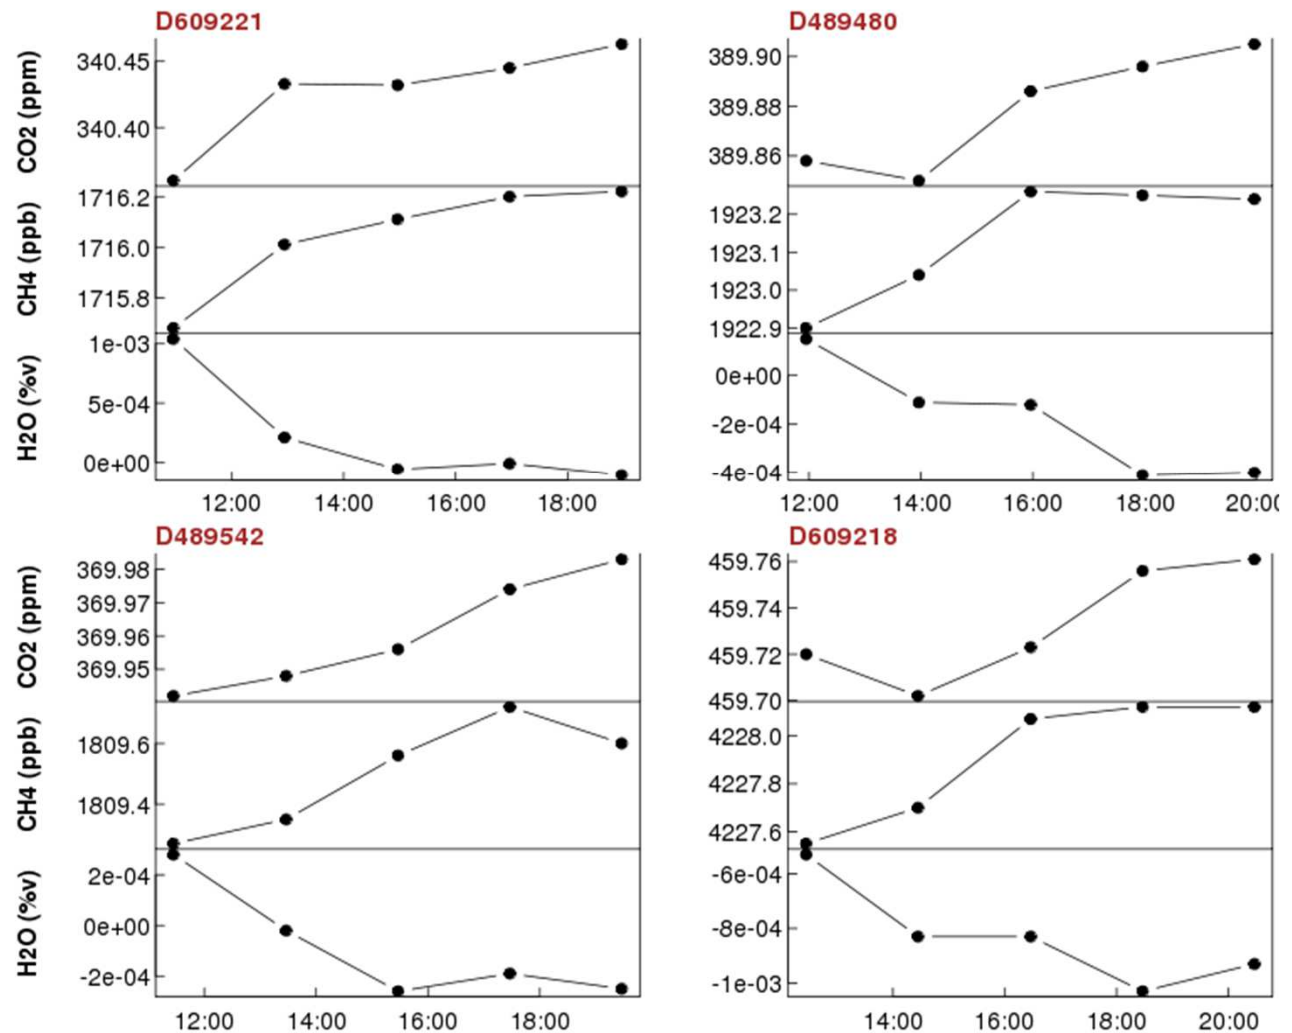 D609221
CO2 (ppm)
340.45
340.40
CH4 (ppb)
1716.2
1716.0
1715.8
H2O (%v)
1e-03
5e-04
0e+00
12:00 14:00 16:00 18:00
D489480
389.90
389.88
389.86
1923.2
1923.1
1923.0
1922.9
0e+00
-2e-04
-4e-04
12:00 14:00 16:00 18:00 20:00
D489542
CO2 (ppm)
369.98
369.97
369.96
369.95
CH4 (ppb)
1809.6
1809.4
H2O (%v)
2e-04
0e+00
-2e-04
12:00 14:00 16:00 18:00
D609218
459.76
459.74
459.72
459.70
4228.0
4227.8
4227.6
-6e-04
-8e-04
-1e-03
14:00 16:00 18:00 20:00